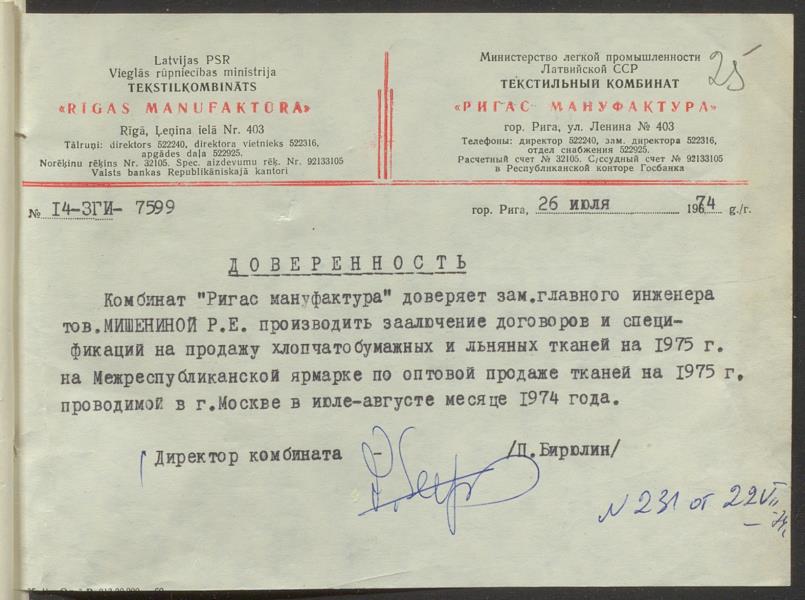 Latvijas PSR
Vieglās rūpniecības ministrija
TEKSTILKOMBINĀTS
«RIGAS MANUFAKTŪRA»
Rīgā, Ļeņina ielā Nr. 403
Tālruņi: direktors 522240, direktora vietnieks 522316,
apgādes daļa 522925.
Norēķinu rēķins Nr. 32105. Spec. aizdevumu rēķ. Nr. 92133105
Valsts bankas Republikāniskajā kantorī
Министерство легкой промышленности
Латвийской ССР
ТЕКСТИЛЬНЫЙ КОМБИНАТ
«РИГАС МАНУФАКТУРА»
гор. Рига, ул. Ленина № 403
Телефоны: директор 522240, зам. директора 522316,
отдел снабжения 522925.
Расчетный счет № 32105. Ссудный счет № 92133105
в Республиканской конторе Госбанка
25
№ 14-ЗГИ- 7599
гор. Рига, 26 июля 1974 g./г.
ДОВЕРЕННОСТЬ
Комбинат "Ригас мануфактура" доверяет зам.главного инженера
тов.МИШЕНИНОЙ Р.Е. производить заалючение договоров и специ-
фикаций на продажу хлопчатобумажных и льняных тканей на 1975 г.
на Межреспубликанской ярмарке по оптовой продаже тканей на 1975 г.
проводимой в г.Москве в июле-августе месяце 1974 года.
Директор комбината - /П.Бирюлин/
N 231 от 22 VII